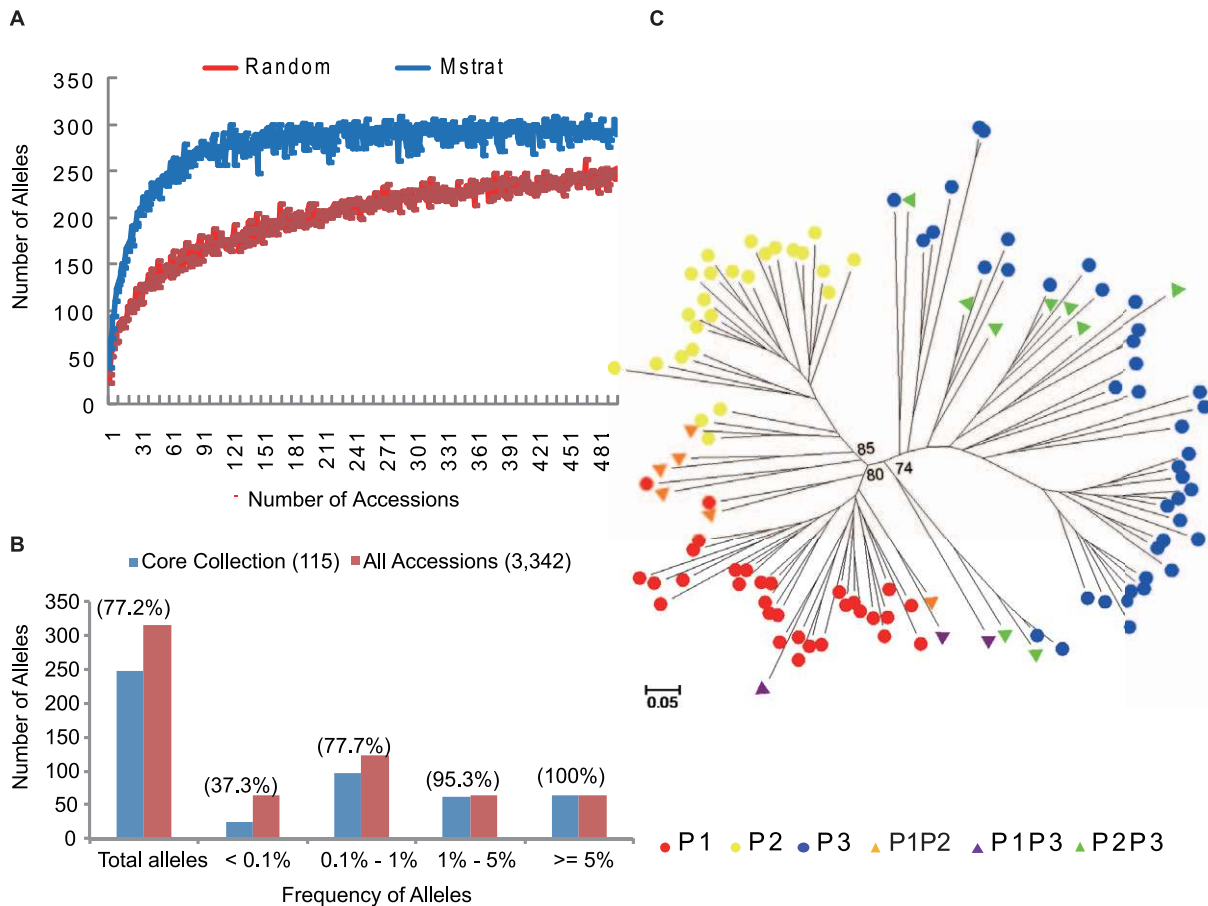 A
Random Mstrat
Number of Alleles
350
300
250
200
150
100
50
0
1 31 61 91 121 151 181 211 241 271 301 331 361 391 421 451 481
Number of Accessions
B
Core Collection (115) All Accessions (3,342)
Number of Alleles
350
300
250
200
150
100
50
0
(77.2%)
(37.3%)
(77.7%)
(95.3%)
(100%)
Total alleles < 0.1% 0.1% - 1% 1% - 5% >= 5%
Frequency of Alleles
C
85
80
74
0.05
P1 P2 P3 P1P2 P1P3 P2P3